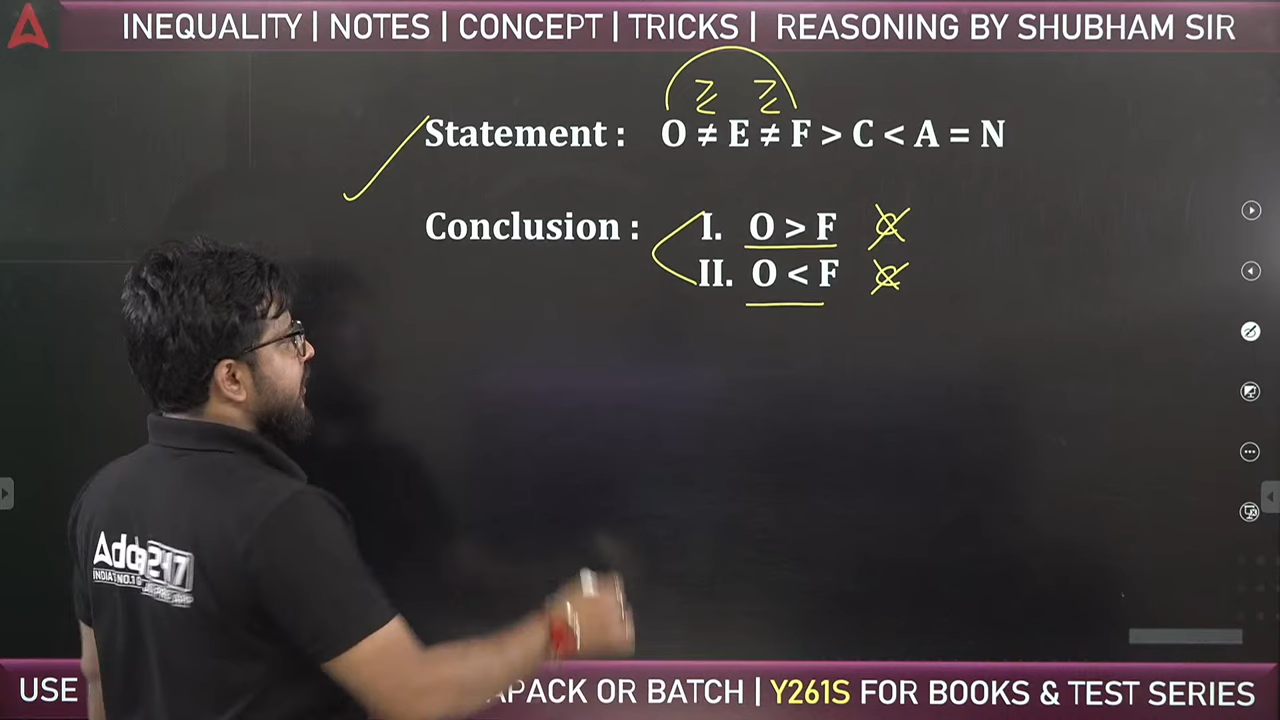 INEQUALITY | NOTES | CONCEPT | TRICKS | REASONING BY SHUBHAM SIR
> <
> <
Statement : O ≠ E ≠ F > C < A = N
Conclusion : I. O > F
II. O < F
Adda247
USE APACK OR BATCH | Y261S FOR BOOKS & TEST SERIES